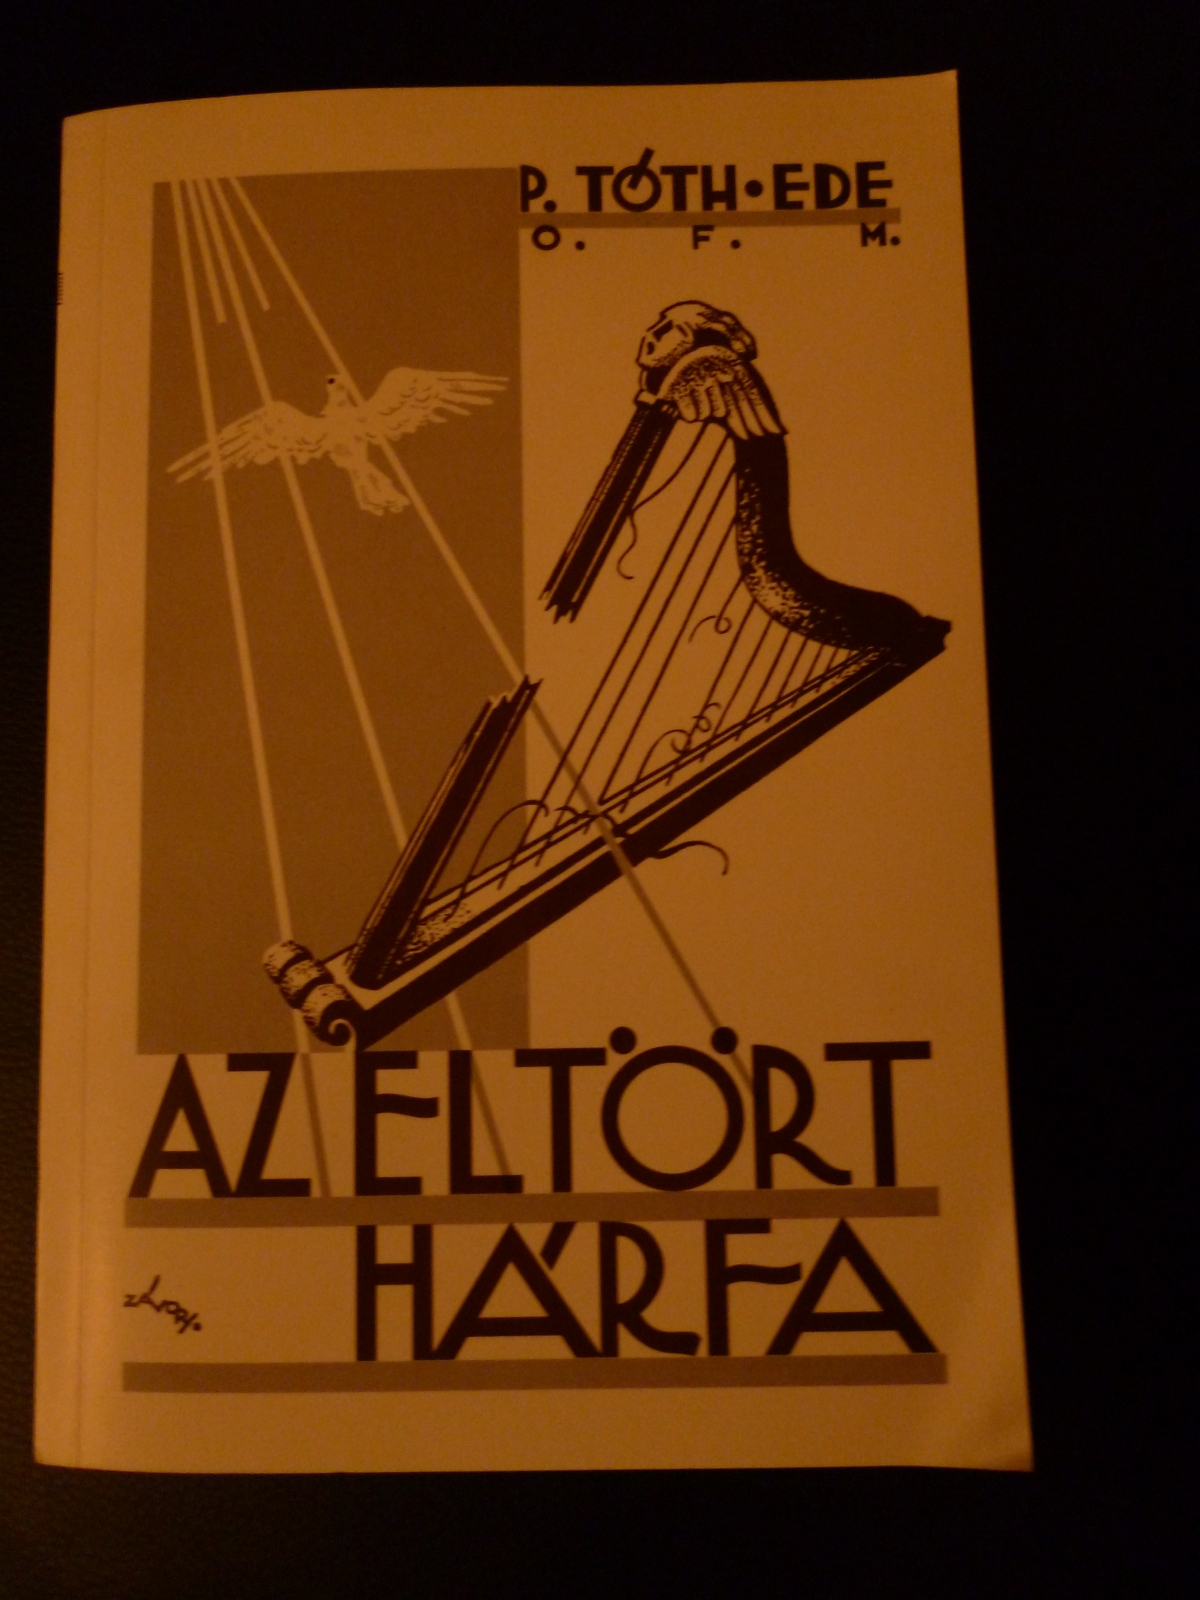 P. TÓTH•EDE
O. F. M.
AZ ELTÖRT
HÁRFA